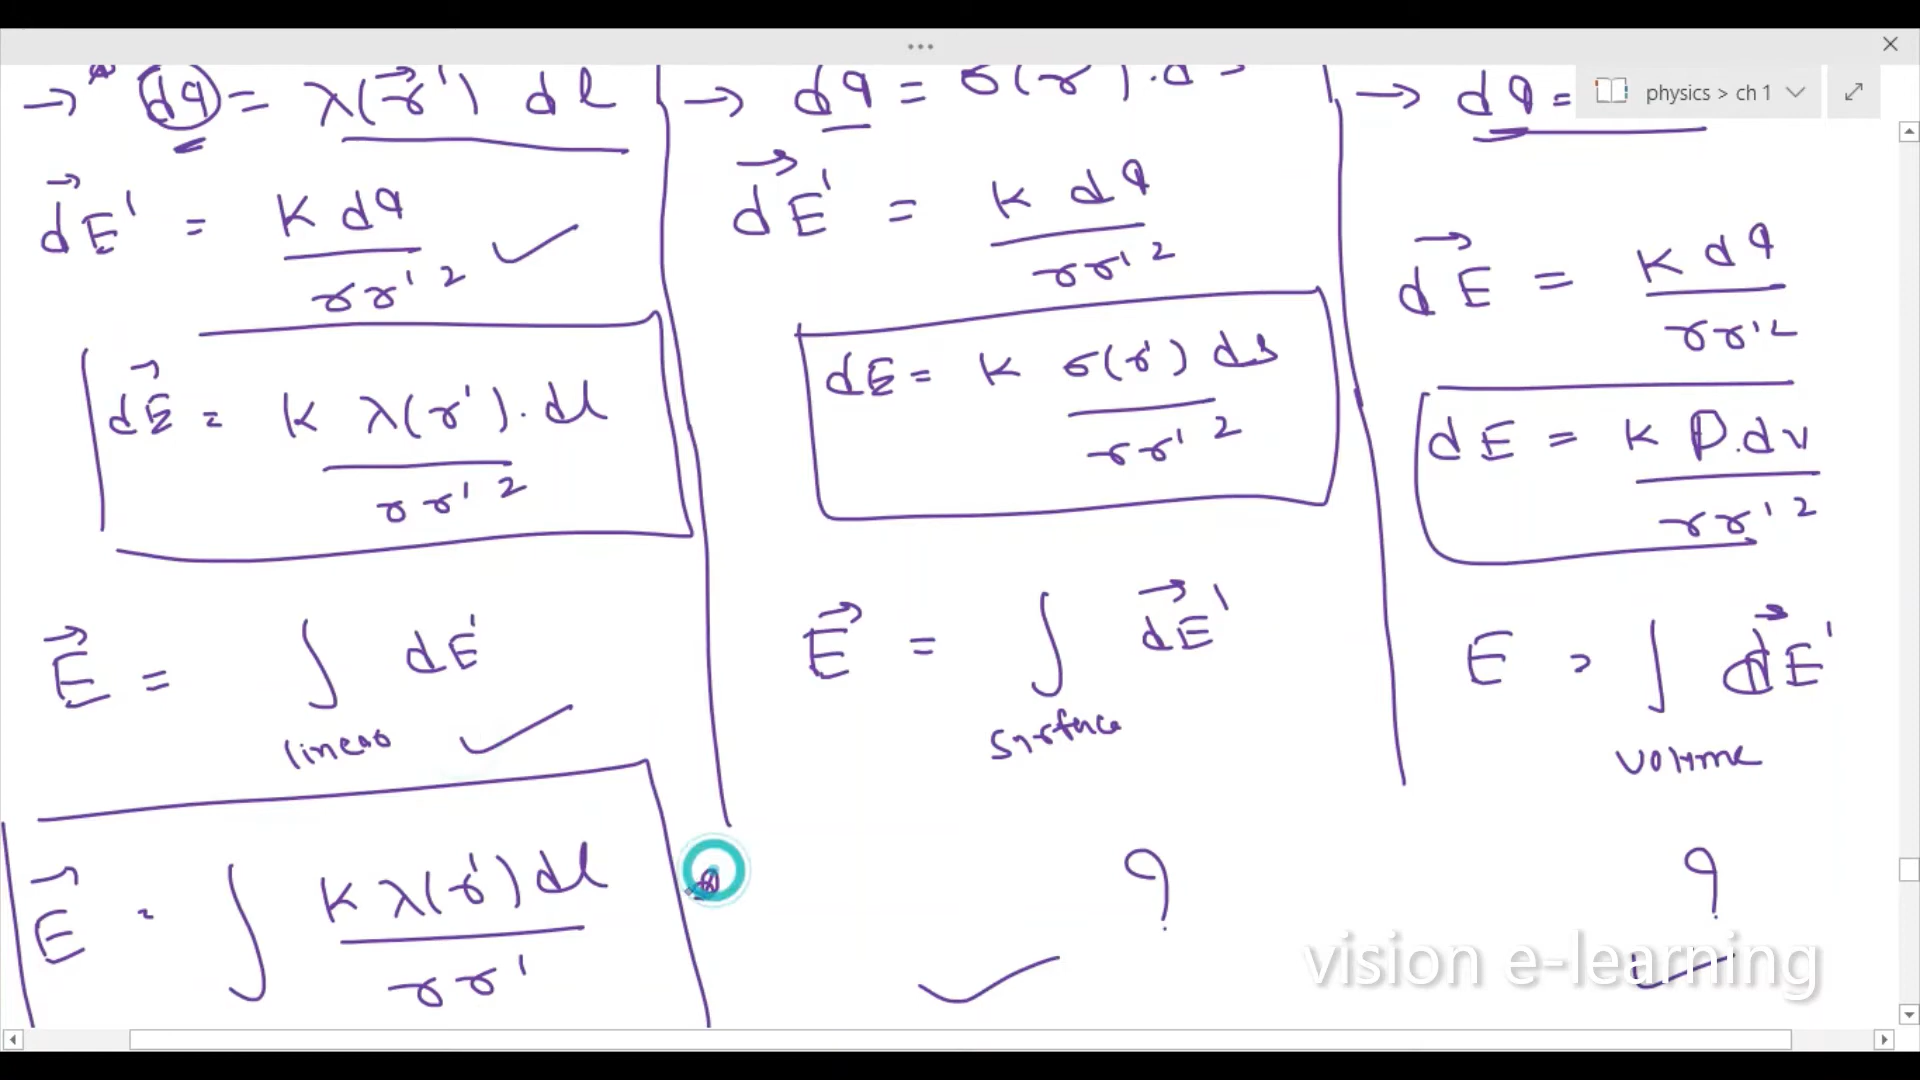 physics > ch 1
→ dq = λ(r⃗') dl
dE⃗' = k dq / rr'²
dE⃗ = k λ(r'). dl / rr'²
E⃗ = ∫ dE'
linear
E⃗ = ∫ k λ(r') dl / rr'
→ dq = σ(r).
dE⃗' = k dq / rr'²
dE = k σ(r') ds / rr'²
E⃗ = ∫ dE⃗'
Surface
?
→ dq =
dE⃗ = k dq / rr'²
dE = k ρ.dv / rr'²
E = ∫ dE⃗'
volume
?
vision e-learning